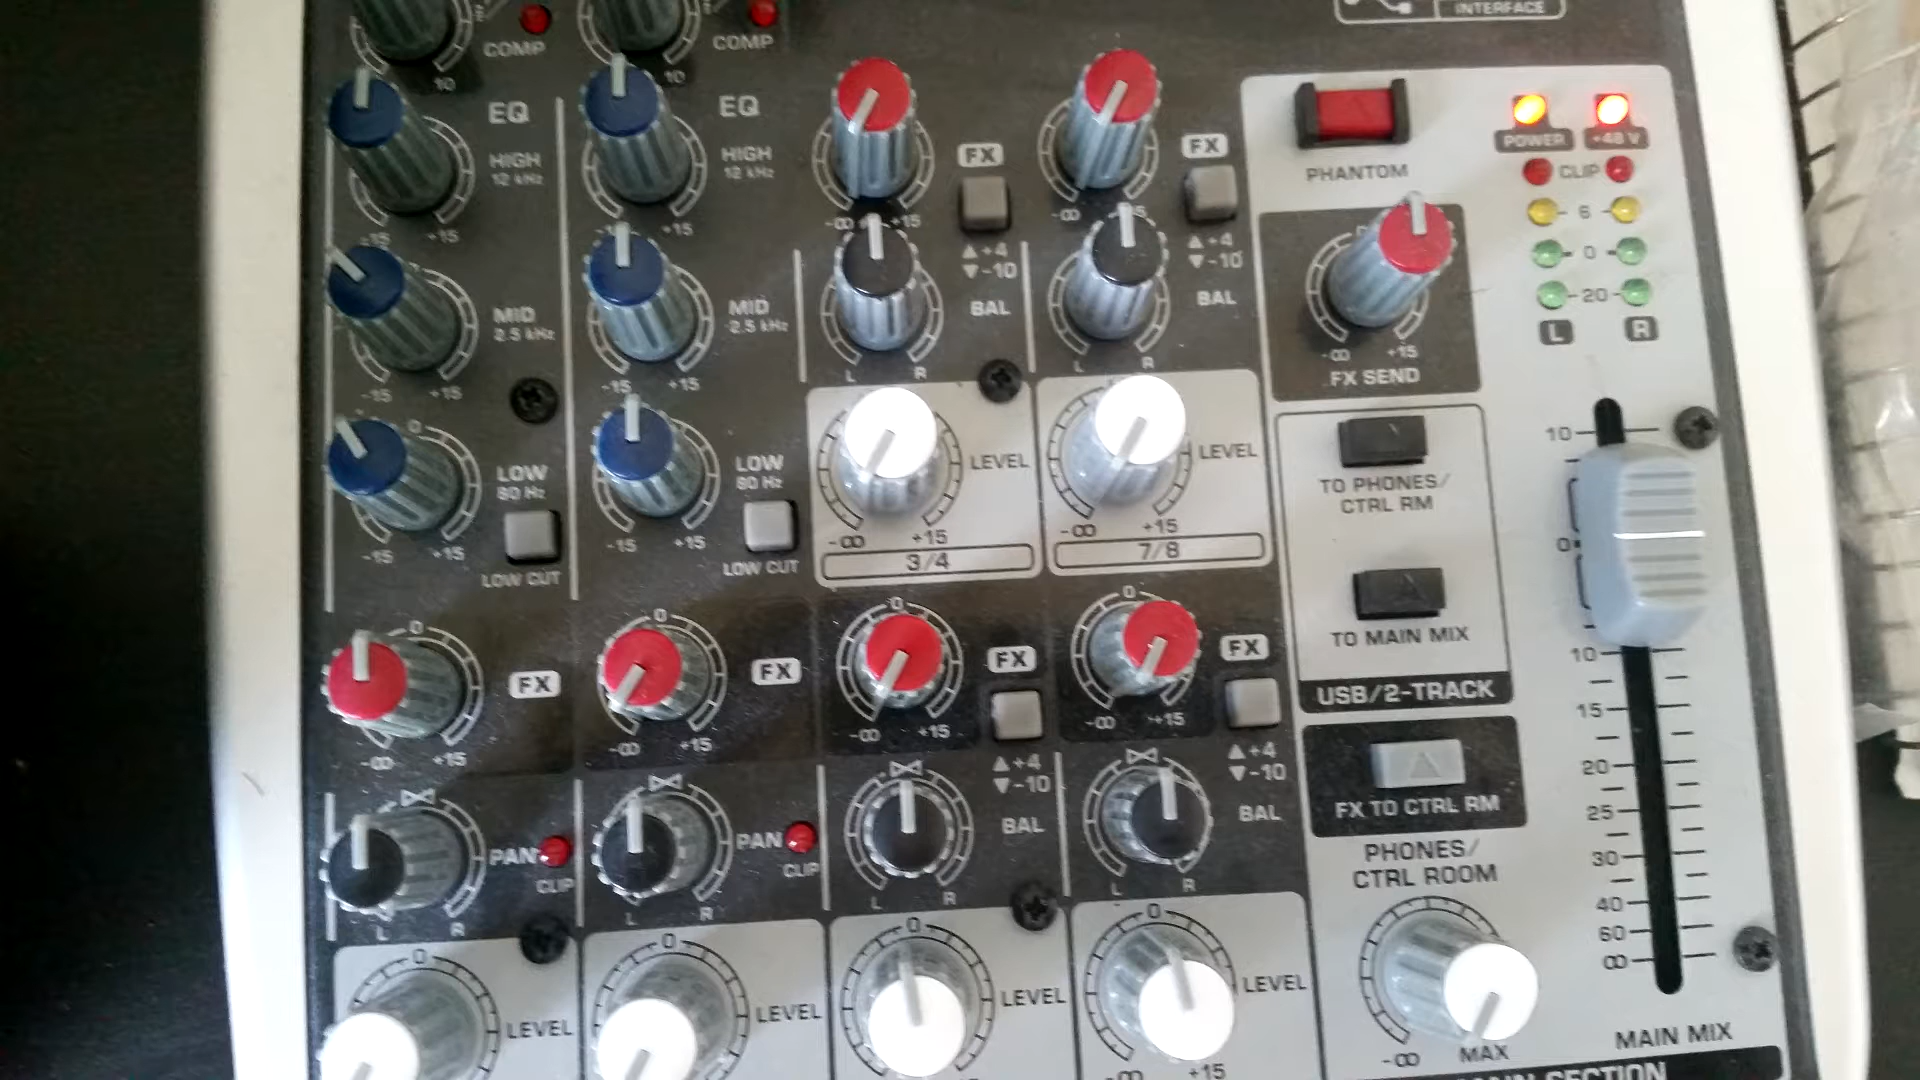 INTERFACE
COMP
10
EQ
HIGH
12 kHz
-15 +15
MID
2.5 kHz
-15 +15
0
LOW
80 Hz
-15 +15
LOW CUT
0
FX
-∞ +15
PAN
CLIP
L R
0
LEVEL
COMP
10
EQ
HIGH
12 kHz
-15 +15
MID
2.5 kHz
-15 +15
LOW
80 Hz
-15 +15
LOW CUT
0
FX
-∞ +15
PAN
CLIP
L R
0
LEVEL
FX
-∞ +15
▲+4
▼-10
BAL
L R
LEVEL
-∞ +15
3/4
0
FX
-∞ +15
▲+4
▼-10
BAL
L R
0
LEVEL
FX
-∞
▲+4
▼-10
BAL
L R
LEVEL
-∞ +15
7/8
0
FX
-∞ +15
▲+4
▼-10
BAL
L R
0
LEVEL
-∞ +15
PHANTOM
POWER +48 V
CLIP
6
0
20
L R
-∞ +15
FX SEND
TO PHONES/
CTRL RM
TO MAIN MIX
USB/2-TRACK
FX TO CTRL RM
PHONES/
CTRL ROOM
-∞ MAX
10
0
10
15
20
25
30
40
60
∞
MAIN MIX
MAIN SECTION